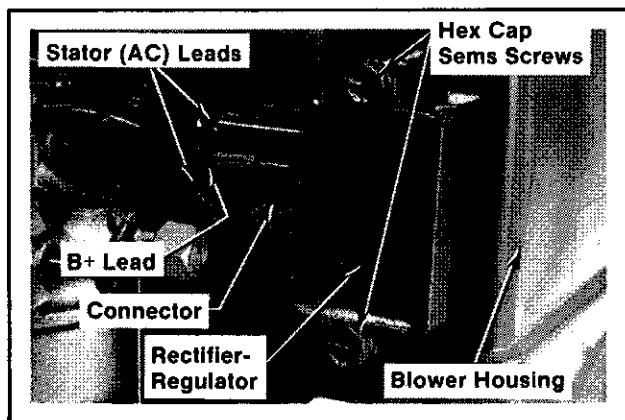 Hex Cap
Sems Screws
Stator (AC) Leads
B+ Lead
Connector
Rectifier-
Regulator
Blower Housing